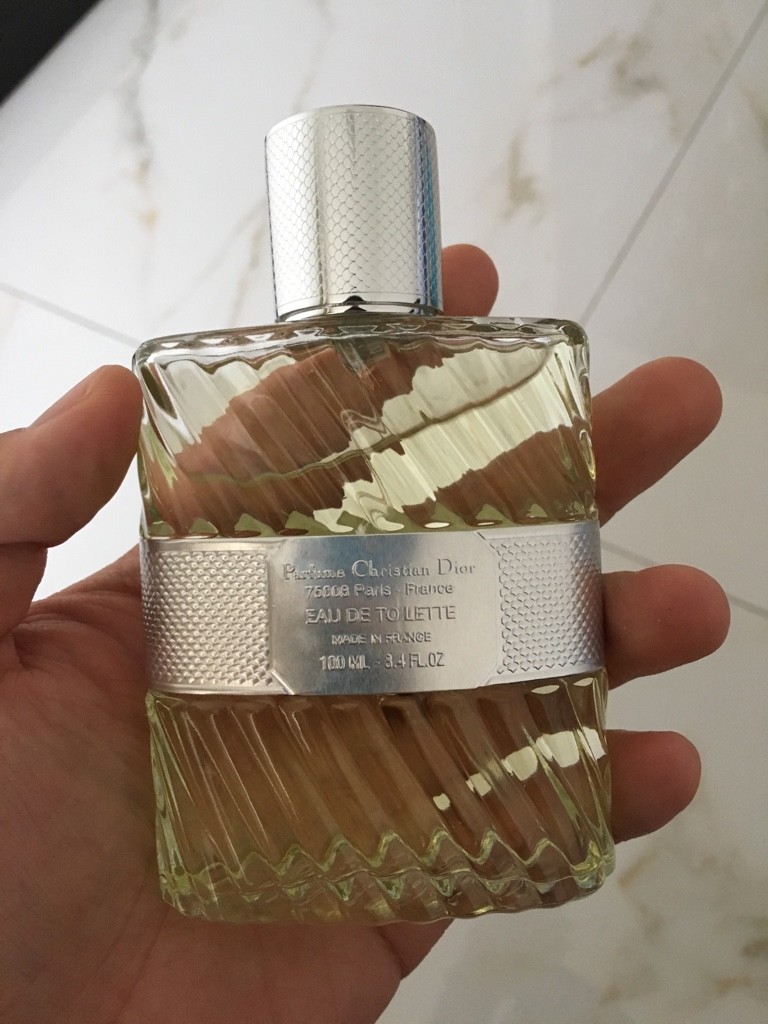 Parfums Christian Dior
75008 Paris - France
EAU DE TOILETTE
MADE IN FRANCE
100 ML - 3.4 FL.OZ